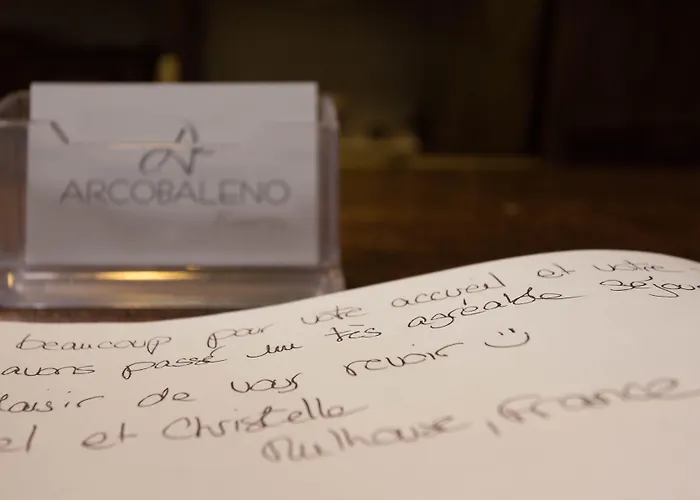 ARCOBALENO
beaucoup pour votre accueil et votre
avons passé un très agréable séjour
plaisir de vous revoir :)
el et Christelle
Mulhouse, France